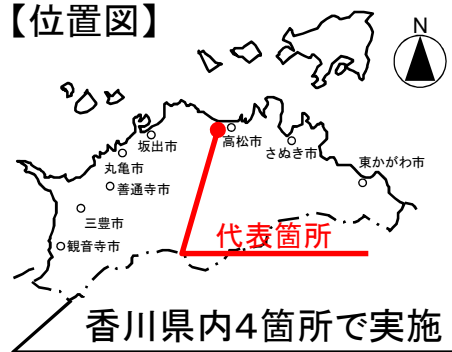 【位置図】
N
坂出市
高松市
丸亀市
さぬき市
善通寺市
東かがわ市
三豊市
代表箇所
観音寺市
香川県内4箇所で実施